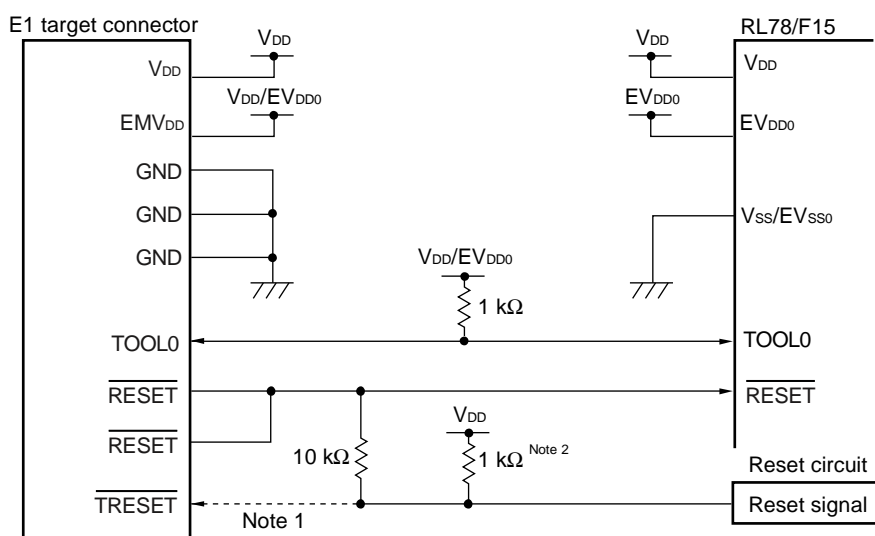 E1 target connector
VDD
EMVDD
GND
GND
GND
TOOL0
RESET
RESET
TRESET
VDD
VDD/EVDD0
VDD/EVDD0
1 kΩ
10 kΩ
VDD
1 kΩ Note 2
Note 1
RL78/F15
VDD
EVDD0
VDD
EVDD0
VSS/EVSS0
TOOL0
RESET
Reset circuit
Reset signal